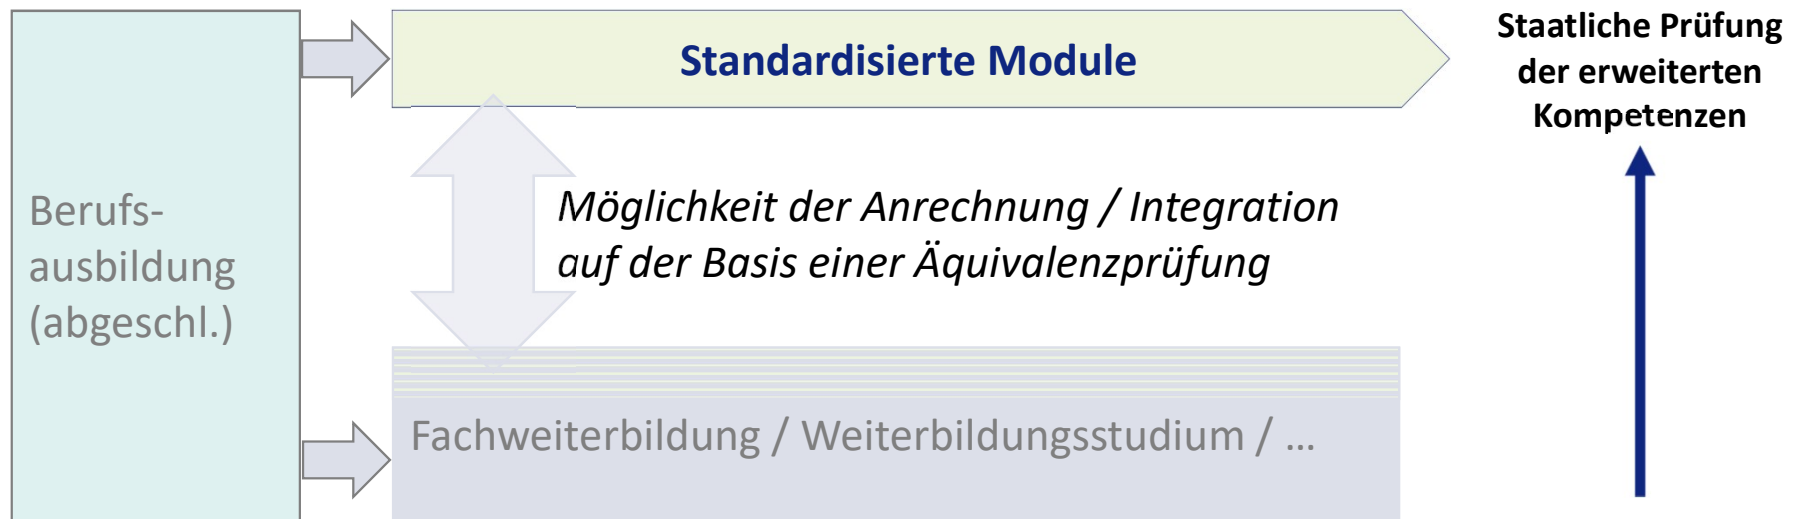 Standardisierte Module
Staatliche Prüfung
der erweiterten
Kompetenzen
Berufs-
ausbildung
(abgeschl.)
Möglichkeit der Anrechnung / Integration
auf der Basis einer Äquivalenzprüfung
Fachweiterbildung / Weiterbildungsstudium / ...